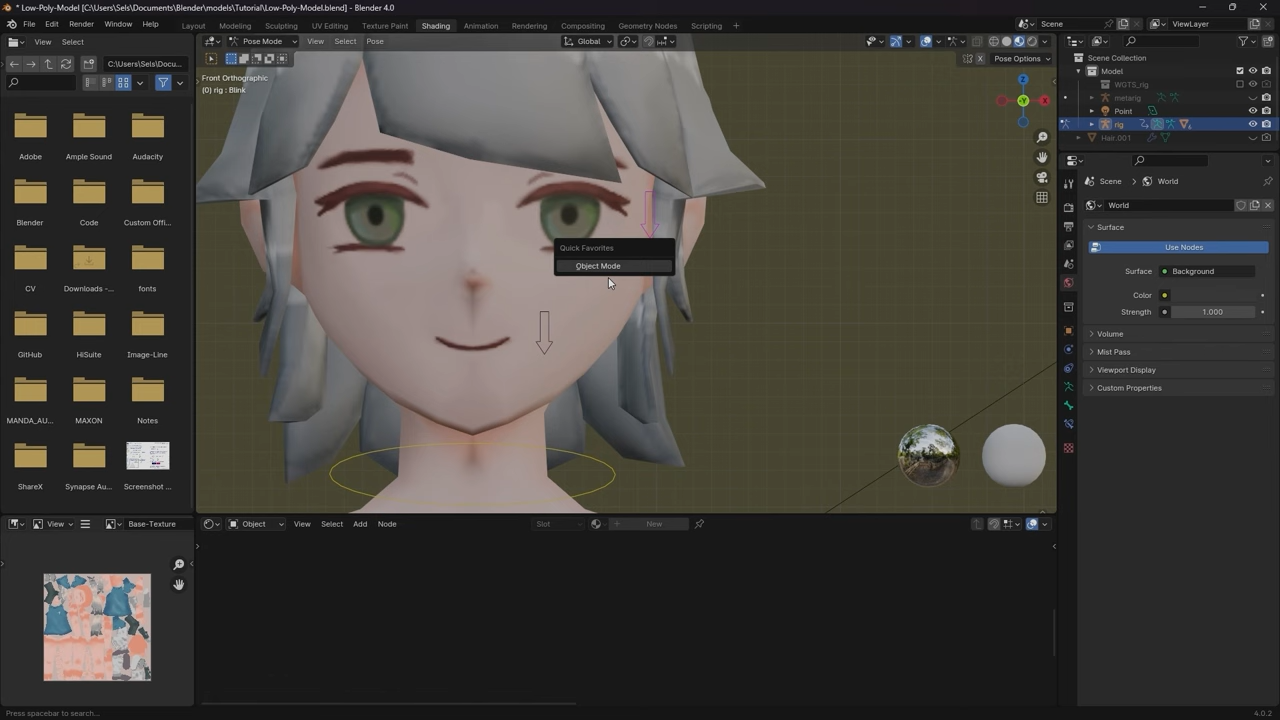 * Low-Poly-Model [C:\Users\Sels\Documents\Blender\models\Tutorial\Low-Poly-Model.blend] - Blender 4.0
File Edit Render Window Help Layout Modeling Sculpting UV Editing Texture Paint Shading Animation Rendering Compositing Geometry Nodes Scripting + Scene ViewLayer
View Select Pose Mode View Select Pose Global
C:\Users\Sels\Docu... Pose Options
Front Orthographic
(0) rig : Blink
Scene Collection
Model
WGTS_rig
metarig
Point
rig
Hair.001
Adobe Ample Sound Audacity
Blender Code Custom Offi...
CV Downloads -... fonts
GitHub HiSuite Image-Line
MANDA_AU... MAXON Notes
ShareX Synapse Au... Screenshot ...
X
-Y
Z
Quick Favorites
Object Mode
Scene > World
World
Surface
Use Nodes
Surface Background
Color
Strength 1.000
Volume
Mist Pass
Viewport Display
Custom Properties
View Base-Texture
Object View Select Add Node Slot New
Press spacebar to search...
4.0.2